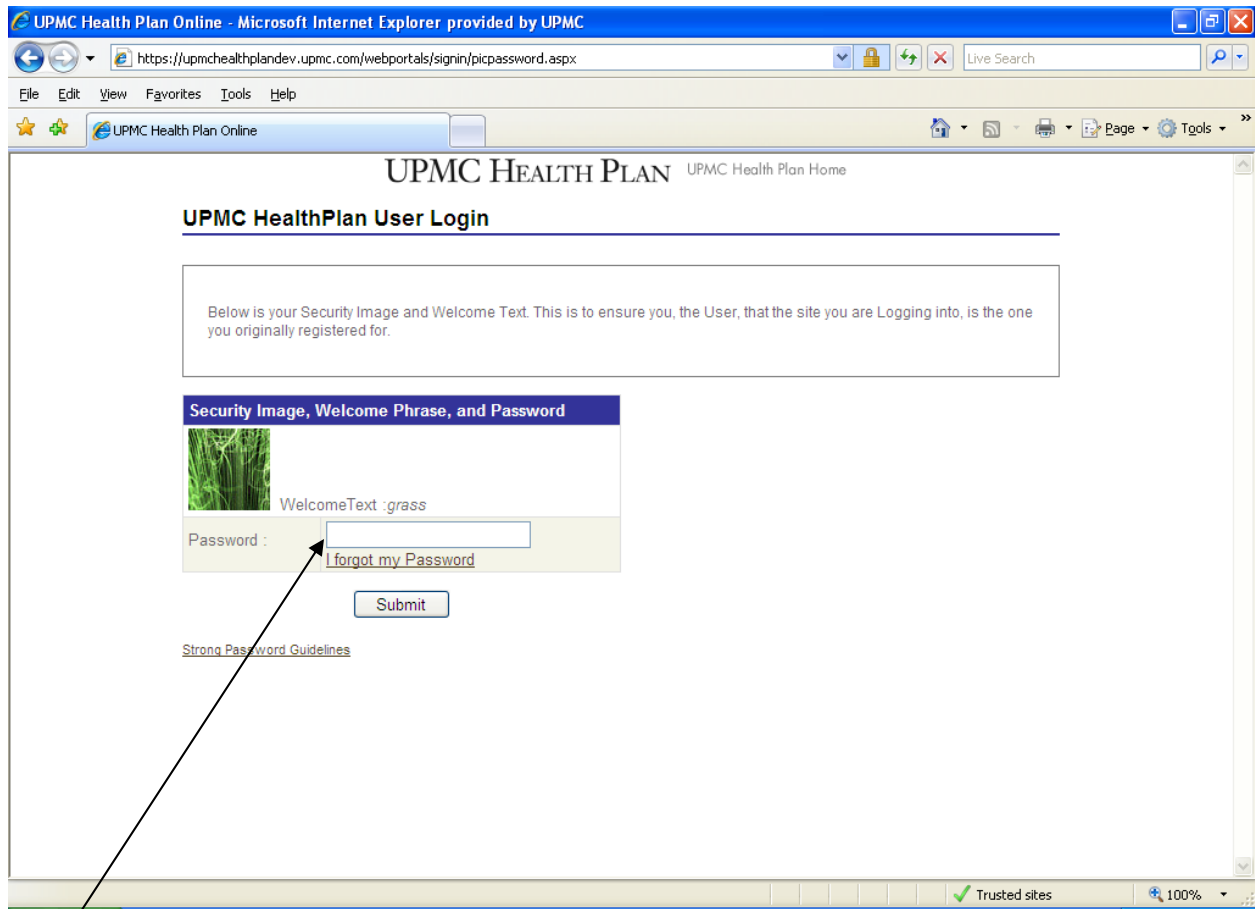 UPMC Health Plan Online - Microsoft Internet Explorer provided by UPMC
https://upmchealthplandev.upmc.com/webportals/signin/picpassword.aspx
Live Search
File Edit View Favorites Tools Help
UPMC Health Plan Online
Page Tools
UPMC HEALTH PLAN UPMC Health Plan Home
UPMC HealthPlan User Login
Below is your Security Image and Welcome Text. This is to ensure you, the User, that the site you are Logging into, is the one
you originally registered for.
Security Image, Welcome Phrase, and Password
WelcomeText :grass
Password :
I forgot my Password
Submit
Strong Password Guidelines
Trusted sites
100%